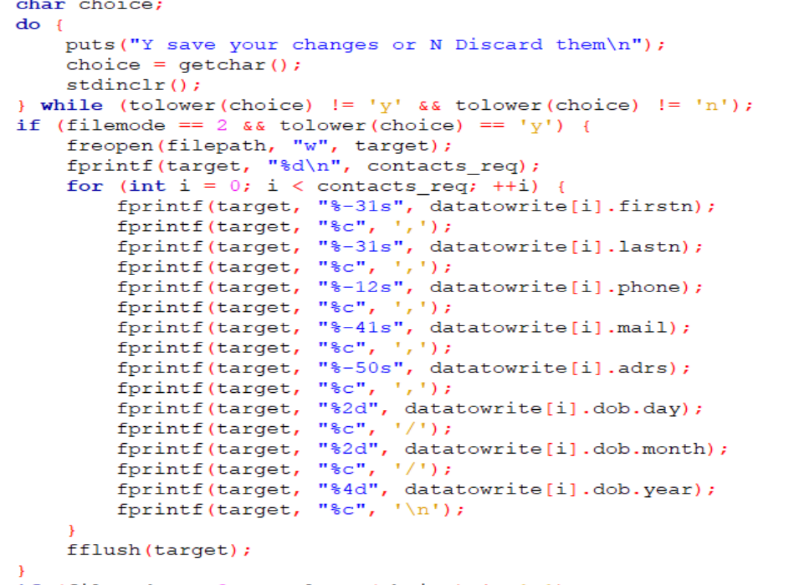 char choice;
do {
    puts("Y save your changes or N Discard them\n");
    choice = getchar();
    stdinclr();
} while (tolower(choice) != 'y' && tolower(choice) != 'n');
if (filemode == 2 && tolower(choice) == 'y') {
    freopen(filepath, "w", target);
    fprintf(target, "%d\n", contacts_req);
    for (int i = 0; i < contacts_req; ++i) {
        fprintf(target, "%-31s", datatowrite[i].firstn);
        fprintf(target, "%c", ',');
        fprintf(target, "%-31s", datatowrite[i].lastn);
        fprintf(target, "%c", ',');
        fprintf(target, "%-12s", datatowrite[i].phone);
        fprintf(target, "%c", ',');
        fprintf(target, "%-41s", datatowrite[i].mail);
        fprintf(target, "%c", ',');
        fprintf(target, "%-50s", datatowrite[i].adrs);
        fprintf(target, "%c", ',');
        fprintf(target, "%2d", datatowrite[i].dob.day);
        fprintf(target, "%c", '/');
        fprintf(target, "%2d", datatowrite[i].dob.month);
        fprintf(target, "%c", '/');
        fprintf(target, "%4d", datatowrite[i].dob.year);
        fprintf(target, "%c", '\n');
    }
    fflush(target);
}